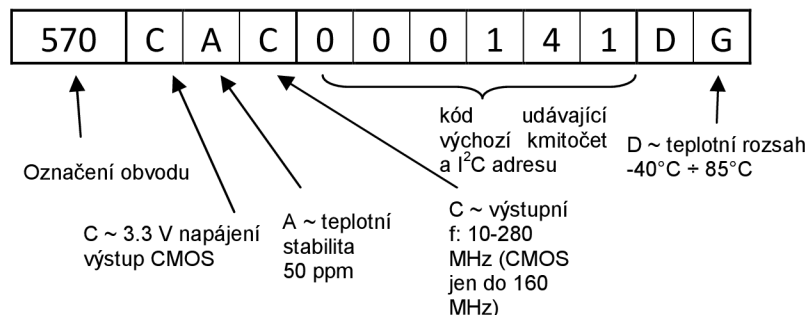 570 C A C 0 0 0 1 4 1 D G
Označení obvodu
C ~ 3.3 V napájení
výstup CMOS
A ~ teplotní
stabilita
50 ppm
C ~ výstupní
f: 10-280
MHz (CMOS
jen do 160
MHz)
kód udávající
výchozí kmitočet
a I²C adresu
D ~ teplotní rozsah
-40°C ÷ 85°C